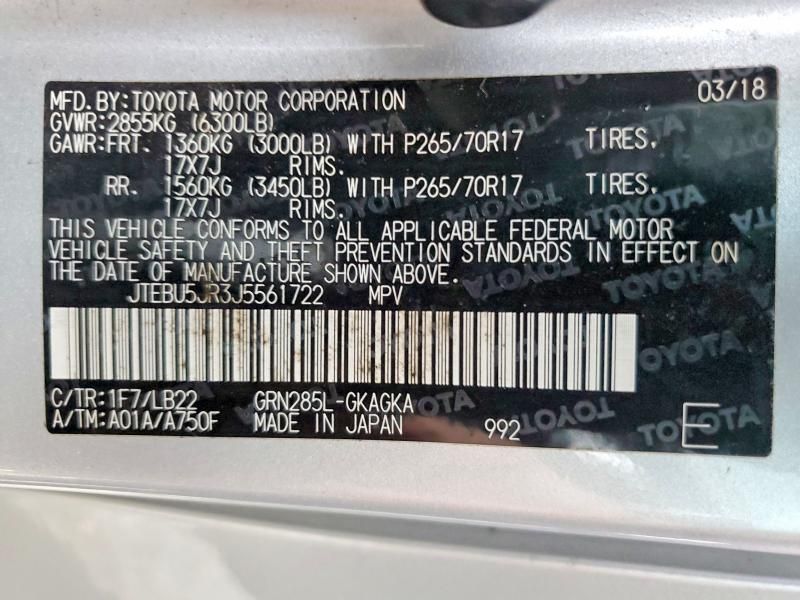 MFD.BY:TOYOTA MOTOR CORPORATION 03/18
GVWR:2855KG (6300LB)
GAWR:FRT. 1360KG (3000LB) WITH P265/70R17 TIRES,
17X7J RIMS.
RR. 1560KG (3450LB) WITH P265/70R17 TIRES,
17X7J RIMS.
THIS VEHICLE CONFORMS TO ALL APPLICABLE FEDERAL MOTOR
VEHICLE SAFETY AND THEFT PREVENTION STANDARDS IN EFFECT ON
THE DATE OF MANUFACTURE SHOWN ABOVE.
JTEBU5JR3J5561722 MPV
C/TR:1F7/LB22 GRN285L-GKAGKA
A/TM:A01A/A750F MADE IN JAPAN 992 E